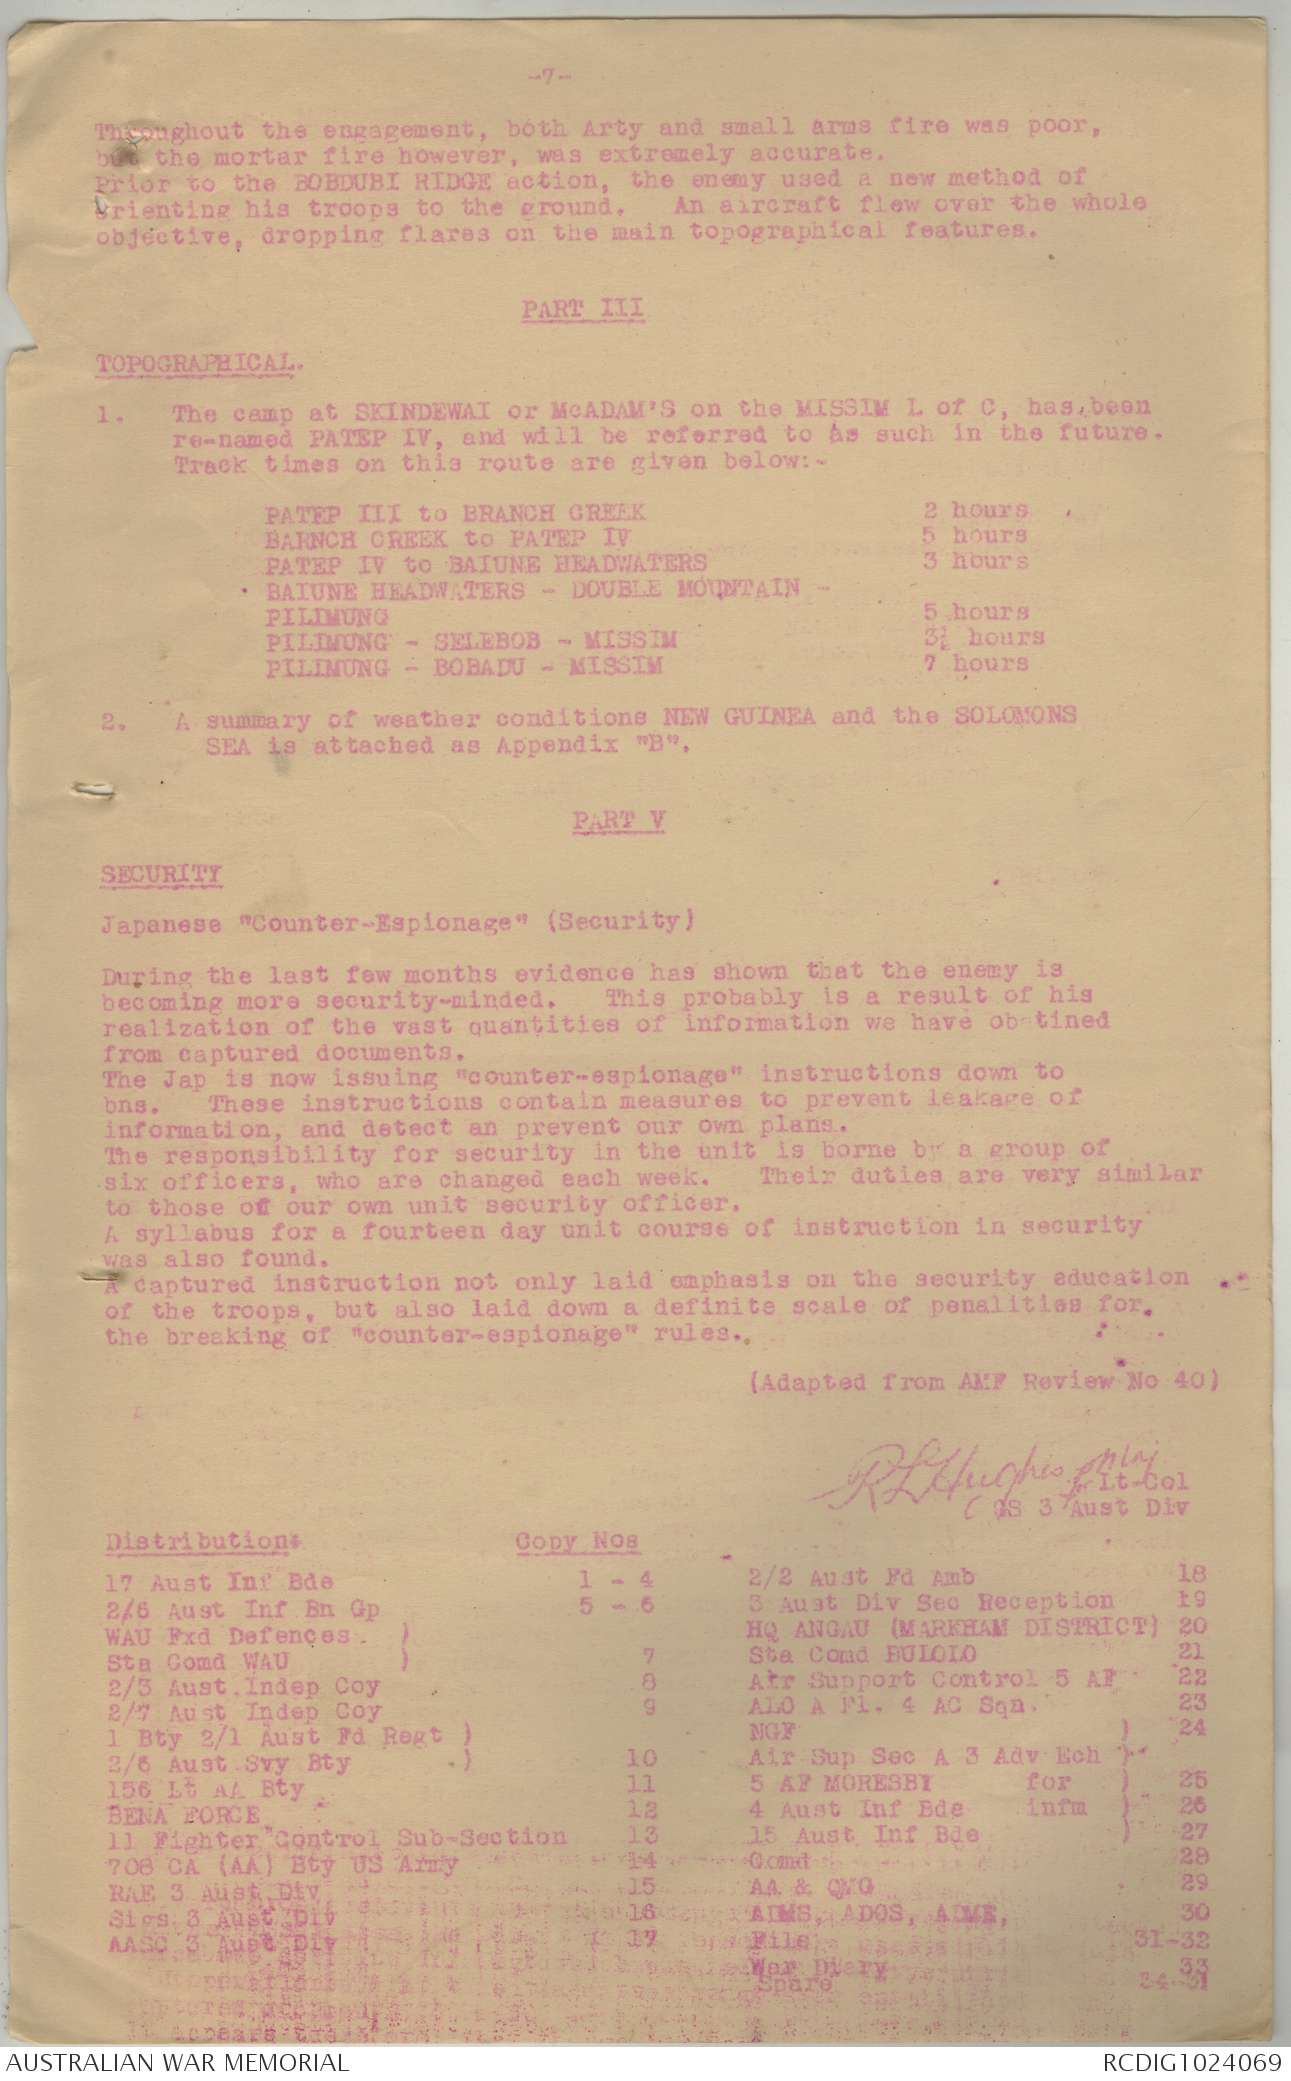 -7-
Throughout the engagement, both Arty and small arms fire was poor,
but the mortar fire however, was extremely accurate.
Prior to the BOBDUBI RIDGE action, the enemy used a new method of
orienting his troops to the ground. An aircraft flew over the whole
objective, dropping flares on the main topographical features.
PART III
TOPOGRAPHICAL.
1. The camp at SKINDEWAI or McADAM'S on the MISSIM L of C, has been
re-named PATEP IV, and will be referred to as such in the future.
Track times on this route are given below:-
PATEP III to BRANCH CREEK 2 hours
BARNCH CREEK to PATEP IV 5 hours
PATEP IV to BAIUNE HEADWATERS 3 hours
BAIUNE HEADWATERS - DOUBLE MOUNTAIN -
PILIMUNG 5 hours
PILIMUNG - SELEBOB - MISSIM 3½ hours
PILIMUNG - BOBADU - MISSIM 7 hours
2. A summary of weather conditions NEW GUINEA and the SOLOMONS
SEA is attached as Appendix "B".
PART V
SECURITY
Japanese "Counter-Espionage" (Security)
During the last few months evidence has shown that the enemy is
becoming more security-minded. This probably is a result of his
realization of the vast quantities of information we have obatined
from captured documents.
The Jap is now issuing "counter-espionage" instructions down to
bns. These instructions contain measures to prevent leakage of
information, and detect an prevent our own plans.
The responsibility for security in the unit is borne by a group of
six officers, who are changed each week. Their duties are very similar
to those of our own unit security officer.
A syllabus for a fourteen day unit course of instruction in security
was also found.
A captured instruction not only laid emphasis on the security education
of the troops, but also laid down a definite scale of penalities for
the breaking of "counter-espionage" rules.
(Adapted from AMF Review No 40)
R L Hughes Maj
for Lt-Col
GS 3 Aust Div
Distribution: Copy Nos
17 Aust Inf Bde 1 - 4
2/6 Aust Inf Bn Gp 5 - 6
WAU Fxd Defences )
Sta Comd WAU ) 7
2/3 Aust Indep Coy 8
2/7 Aust Indep Coy 9
1 Bty 2/1 Aust Fd Regt )
2/6 Aust Svy Bty ) 10
156 Lt AA Bty 11
BENA FORCE 12
11 Fighter Control Sub-Section 13
708 CA (AA) Bty US Army 14
RAE 3 Aust Div 15
Sigs 3 Aust Div 16
AASC 3 Aust Div 17
2/2 Aust Fd Amb 18
3 Aust Div Sec Reception 19
HQ ANGAU (MARKHAM DISTRICT) 20
Sta Comd BULOLO 21
Air Support Control 5 AF 22
ALO A Fl. 4 AC Sqn. 23
NGF ) 24
Air Sup Sec A 3 Adv Ech )
5 AF MORESBY for ) 25
4 Aust Inf Bde infm ) 26
15 Aust Inf Bde ) 27
Comd 28
AA & QMG 29
ADMS, ADOS, ADME, 30
File 31-32
War Diary 33
Spare
AUSTRALIAN WAR MEMORIAL RCDIG1024069